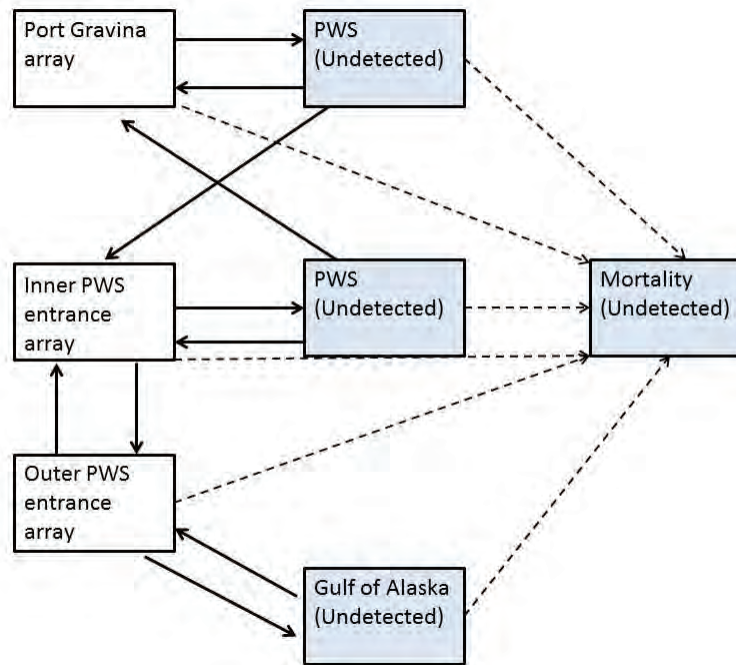 Port Gravina
array
PWS
(Undetected)
Inner PWS
entrance
array
PWS
(Undetected)
Mortality
(Undetected)
Outer PWS
entrance
array
Gulf of Alaska
(Undetected)